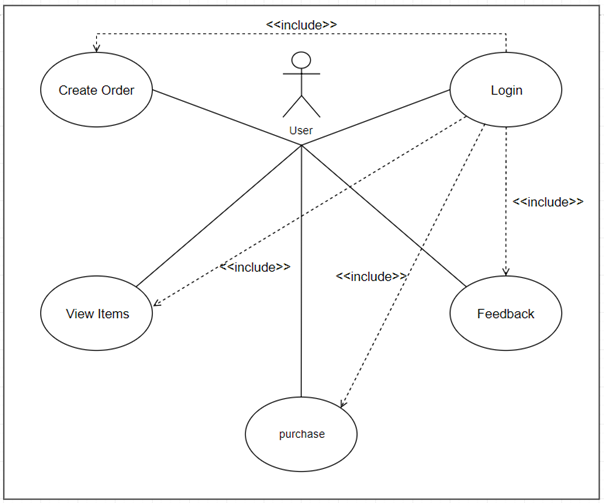 <<include>>
Create Order
Login
User
<<include>>
<<include>>
<<include>>
View Items
Feedback
purchase